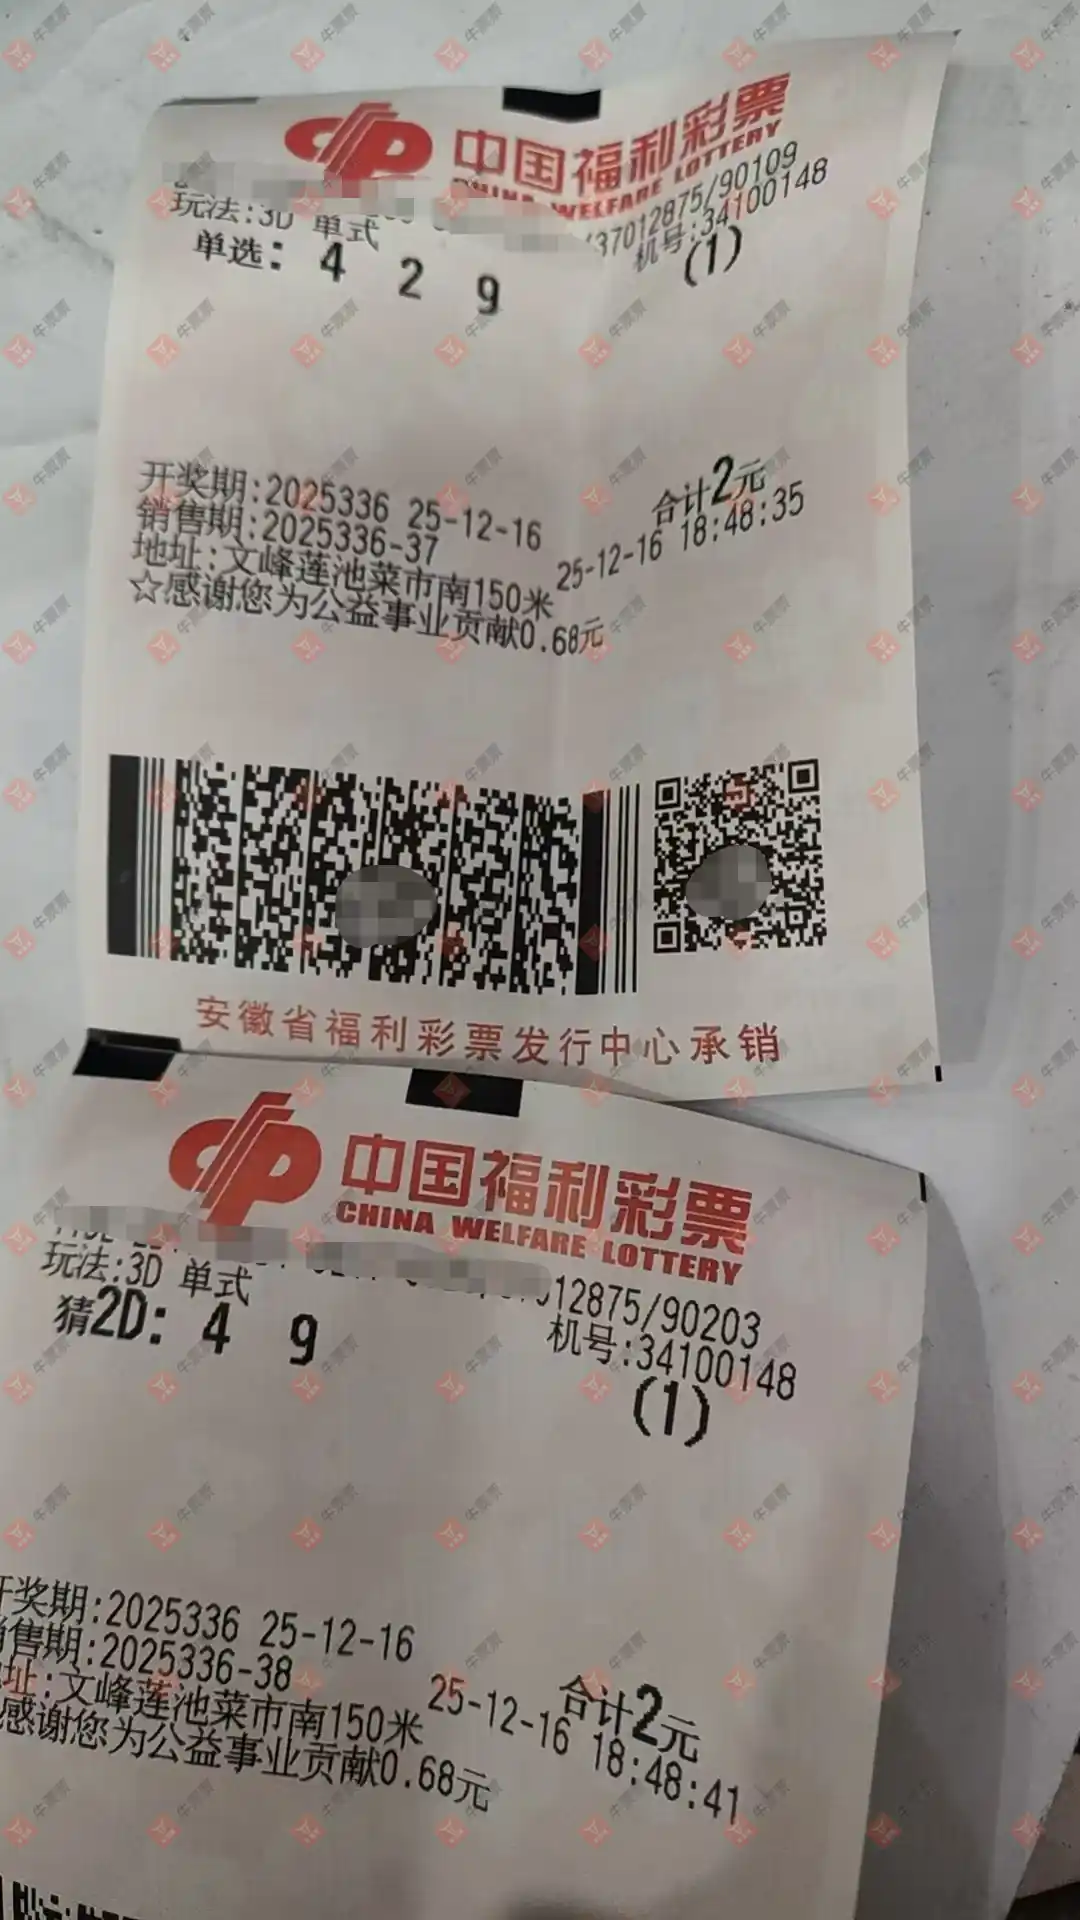 中国福利彩票
CHINA WELFARE LOTTERY
37012875/90109
玩法:3D 单式
机号:34100148
单选: 4 2 9 (1)
合计2元
开奖期:2025336 25-12-16
销售期:2025336-37
25-12-16 18:48:35
地址:文峰莲池菜市南150米
☆感谢您为公益事业贡献0.68元
安徽省福利彩票发行中心承销
中国福利彩票
CHINA WELFARE LOTTERY
012875/90203
玩法:3D 单式
机号:34100148
猜2D: 4 9 (1)
开奖期:2025336 25-12-16
合计2元
销售期:2025336-38
25-12-16 18:48:41
址:文峰莲池菜市南150米
感谢您为公益事业贡献0.68元
牛票票